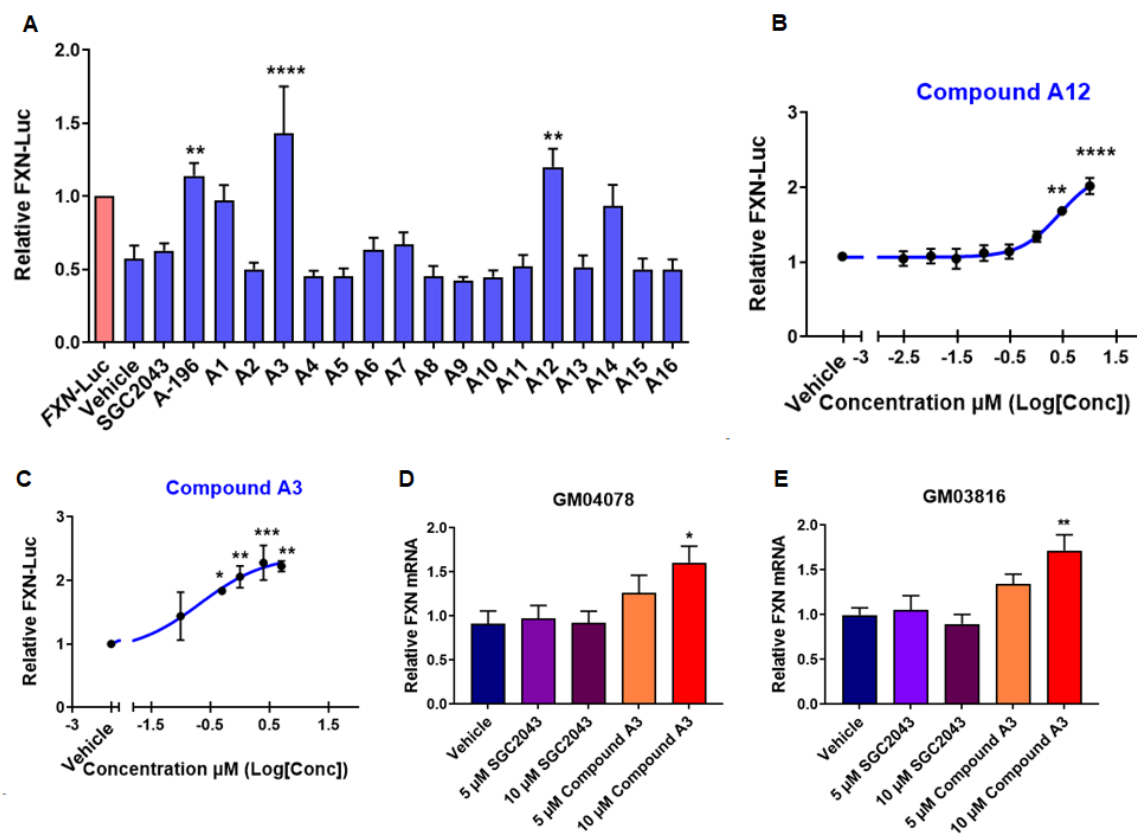 A
Relative FXN-Luc
2.0
1.5
1.0
0.5
0.0
**
****
**
FXN-Luc
Vehicle
SGC2043
A-196
A1
A2
A3
A4
A5
A6
A7
A8
A9
A10
A11
A12
A13
A14
A15
A16
B
Compound A12
Relative FXN-Luc
3
2
1
0
**
****
Vehicle
-3
-2.5
-1.5
-0.5
0.5
1.5
Concentration µM (Log[Conc])
C
Compound A3
Relative FXN-Luc
3
2
1
0
*
**
***
**
-3
Vehicle
-1.5
-0.5
0.5
1.5
Concentration µM (Log[Conc])
D
GM04078
Relative FXN mRNA
2.0
1.5
1.0
0.5
0.0
*
Vehicle
5 µM SGC2043
10 µM SGC2043
5 µM Compound A3
10 µM Compound A3
E
GM03816
Relative FXN mRNA
2.0
1.5
1.0
0.5
0.0
**
Vehicle
5 µM SGC2043
10 µM SGC2043
5 µM Compound A3
10 µM Compound A3